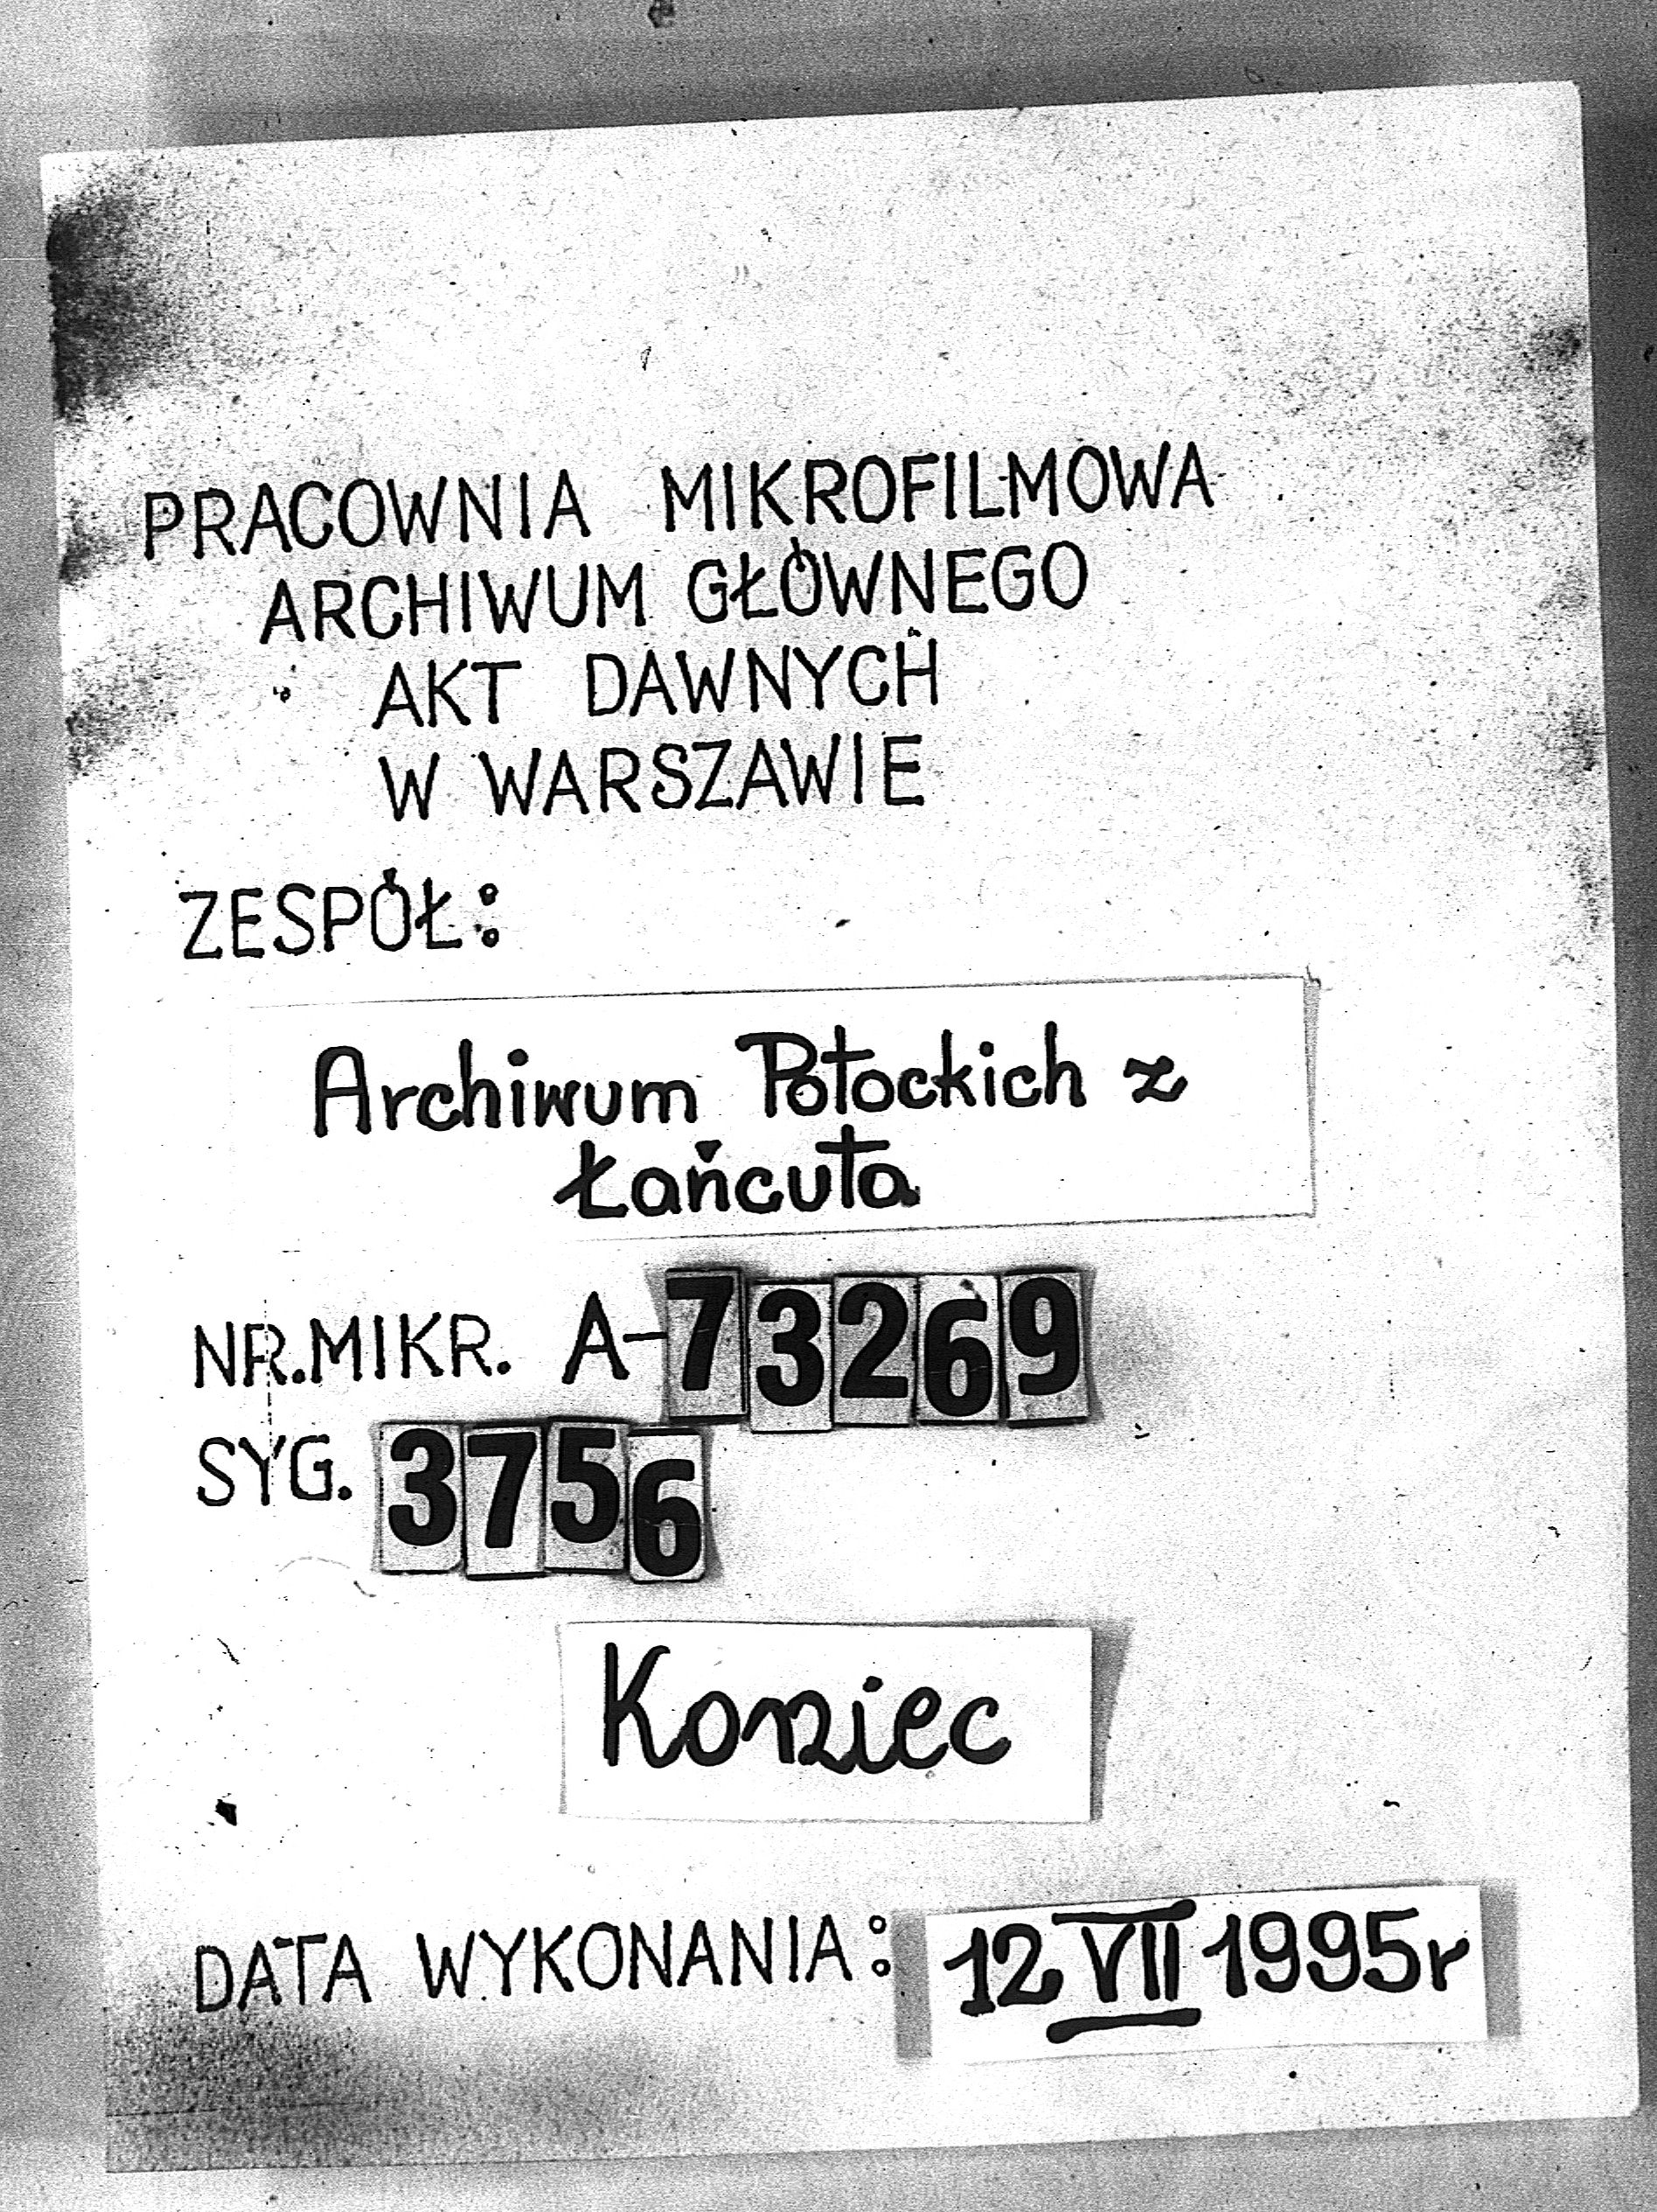 PRACOWNIA MIKROFILMOWA
ARCHIWUM GŁÓWNEGO
AKT DAWNYCH
W WARSZAWIE
ZESPÓŁ:
Archiwum Potockich z
Łańcuta
NR.MIKR. A-73269
SYG. 3756
Koniec
DATA WYKONANIA: 12 VII 1995r